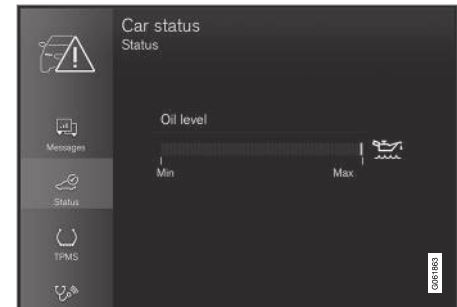 Car status
Status
Oil level
Min Max
Messages
Status
TPMS
G061863